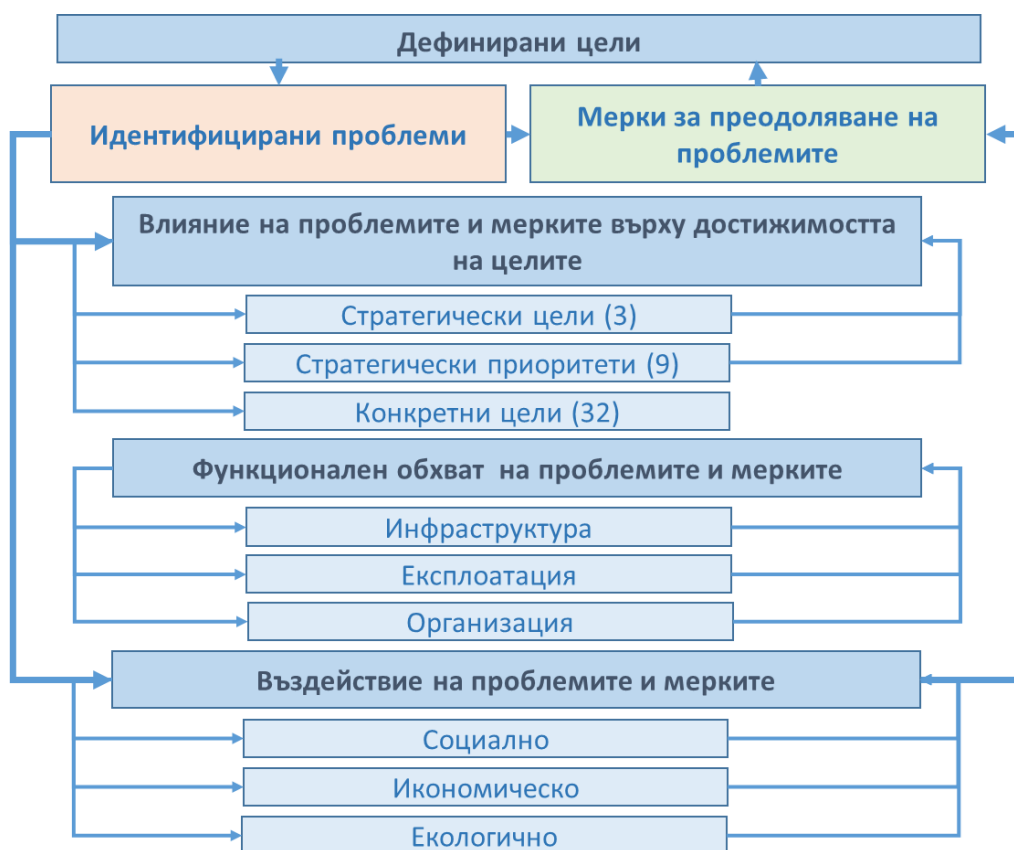 Дефинирани цели
Идентифицирани проблеми
Мерки за преодоляване на
проблемите
Влияние на проблемите и мерките върху достижимостта
на целите
Стратегически цели (3)
Стратегически приоритети (9)
Конкретни цели (32)
Функционален обхват на проблемите и мерките
Инфраструктура
Експлоатация
Организация
Въздействие на проблемите и мерките
Социално
Икономическо
Екологично